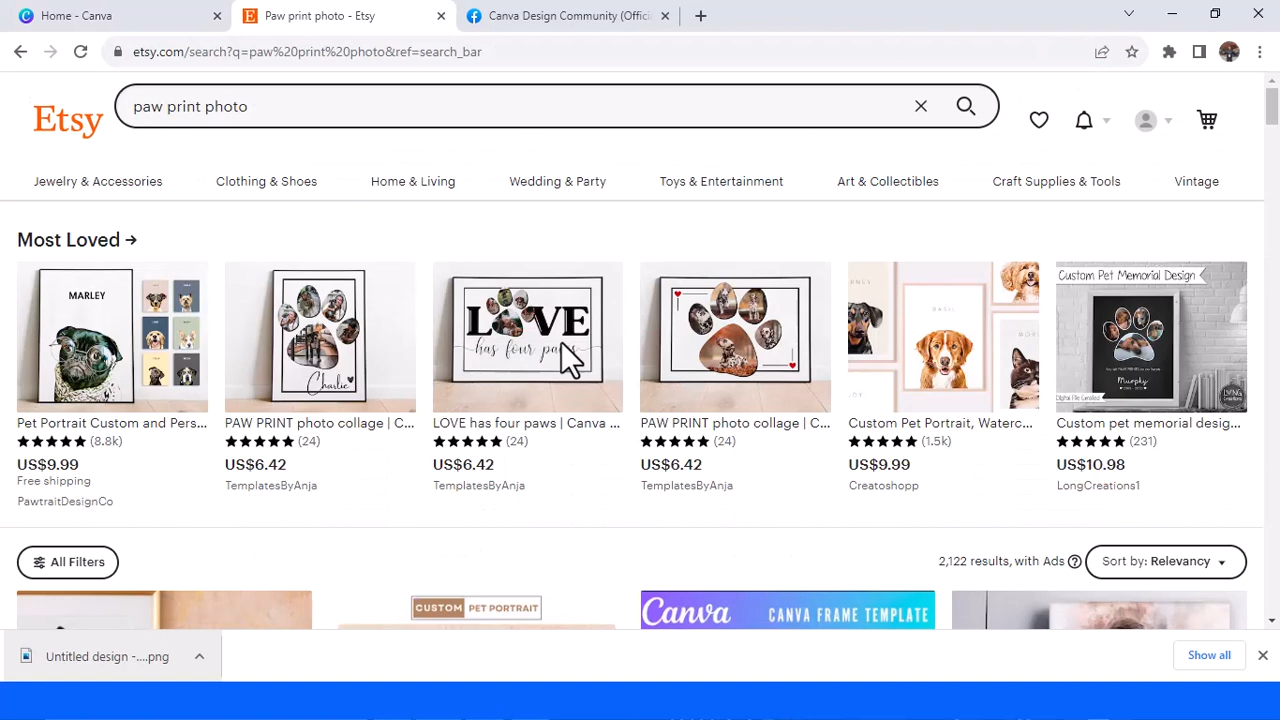 Home - Canva
Paw print photo - Etsy
Canva Design Community (Offici
etsy.com/search?q=paw%20print%20photo&ref=search_bar
Etsy
paw print photo
Jewelry & Accessories
Clothing & Shoes
Home & Living
Wedding & Party
Toys & Entertainment
Art & Collectibles
Craft Supplies & Tools
Vintage
Most Loved →
MARLEY
Charlie
LOVE
has four pa
BASIL
Custom Pet Memorial Design
Murphy
Digital File Emailed
Pet Portrait Custom and Pers...
(8.8k)
US$9.99
Free shipping
PawtraitDesignCo
PAW PRINT photo collage | C...
(24)
US$6.42
TemplatesByAnja
LOVE has four paws | Canva ...
(24)
US$6.42
TemplatesByAnja
PAW PRINT photo collage | C...
(24)
US$6.42
TemplatesByAnja
Custom Pet Portrait, Waterc...
(1.5k)
US$9.99
Creatoshopp
Custom pet memorial desig...
(231)
US$10.98
LongCreations1
All Filters
2,122 results, with Ads
Sort by: Relevancy
CUSTOM PET PORTRAIT
Canva CANVA FRAME TEMPLATE
Untitled design -....png
Show all